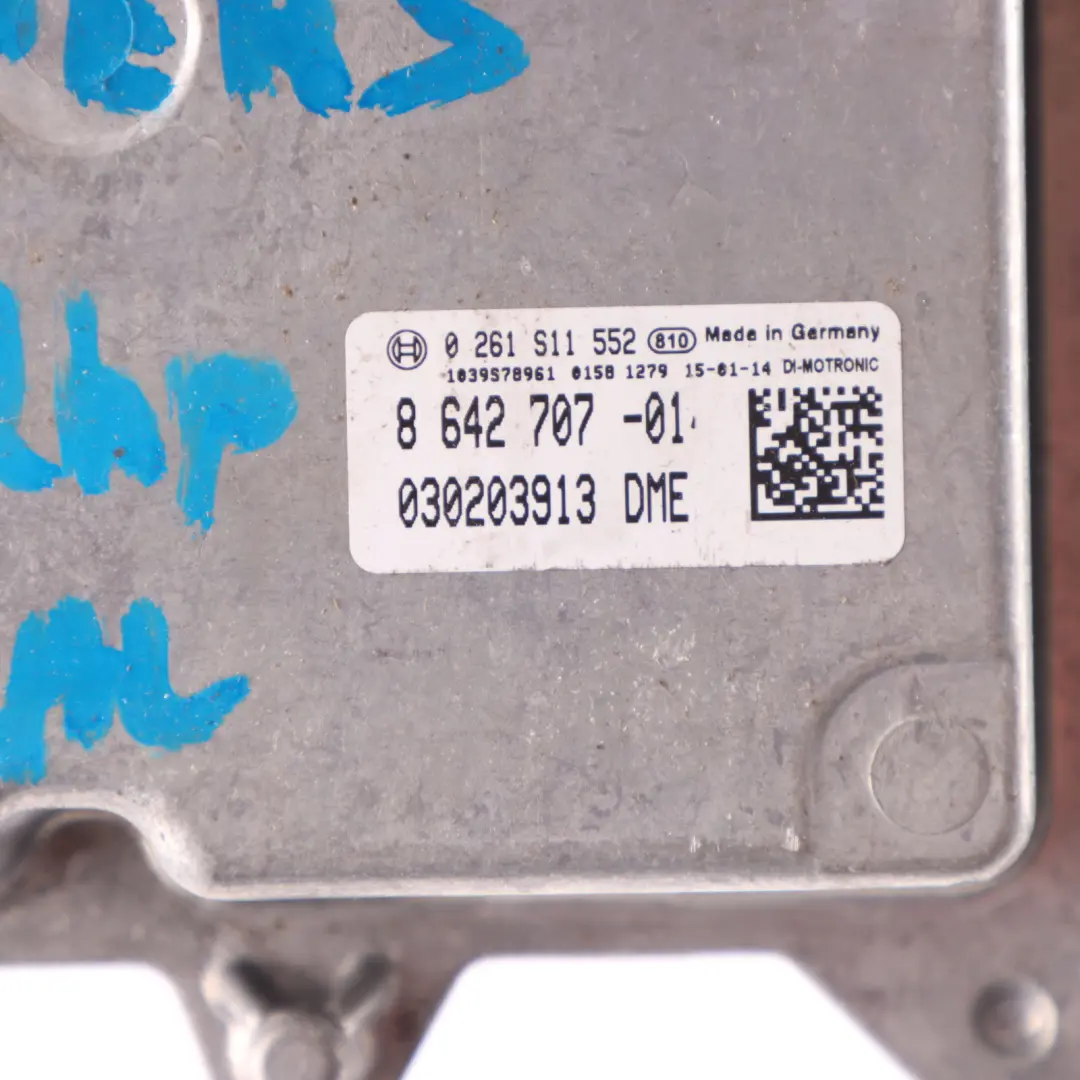 0 261 S11 552 810 Made in Germany
1039S78961 0158 1279 15-01-14 DI-MOTRONIC
8 642 707 -01
030203913 DME